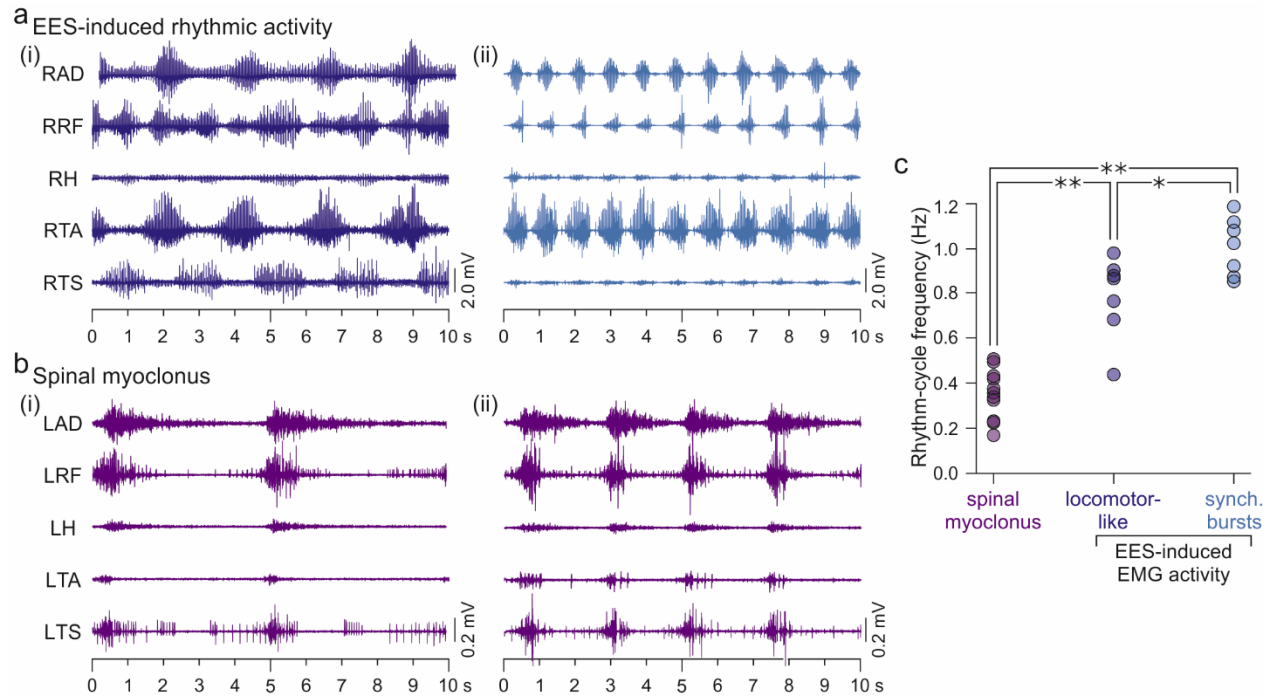 a EES-induced rhythmic activity
(i)
RAD
RRF
RH
RTA
RTS
2.0 mV
0 1 2 3 4 5 6 7 8 9 10 s
(ii)
2.0 mV
0 1 2 3 4 5 6 7 8 9 10 s
b Spinal myoclonus
(i)
LAD
LRF
LH
LTA
LTS
0.2 mV
0 1 2 3 4 5 6 7 8 9 10 s
(ii)
0.2 mV
0 1 2 3 4 5 6 7 8 9 10 s
c
**
** *
Rhythm-cycle frequency (Hz)
1.2
1.0
0.8
0.6
0.4
0.2
0.0
spinal
myoclonus
locomotor-
like
synch.
bursts
EES-induced
EMG activity